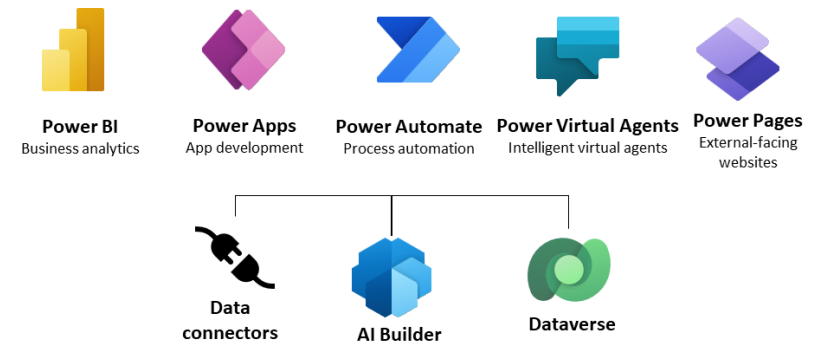 Power BI
Business analytics
Power Apps
App development
Power Automate
Process automation
Power Virtual Agents
Intelligent virtual agents
Power Pages
External-facing
websites
Data
connectors
AI Builder
Dataverse